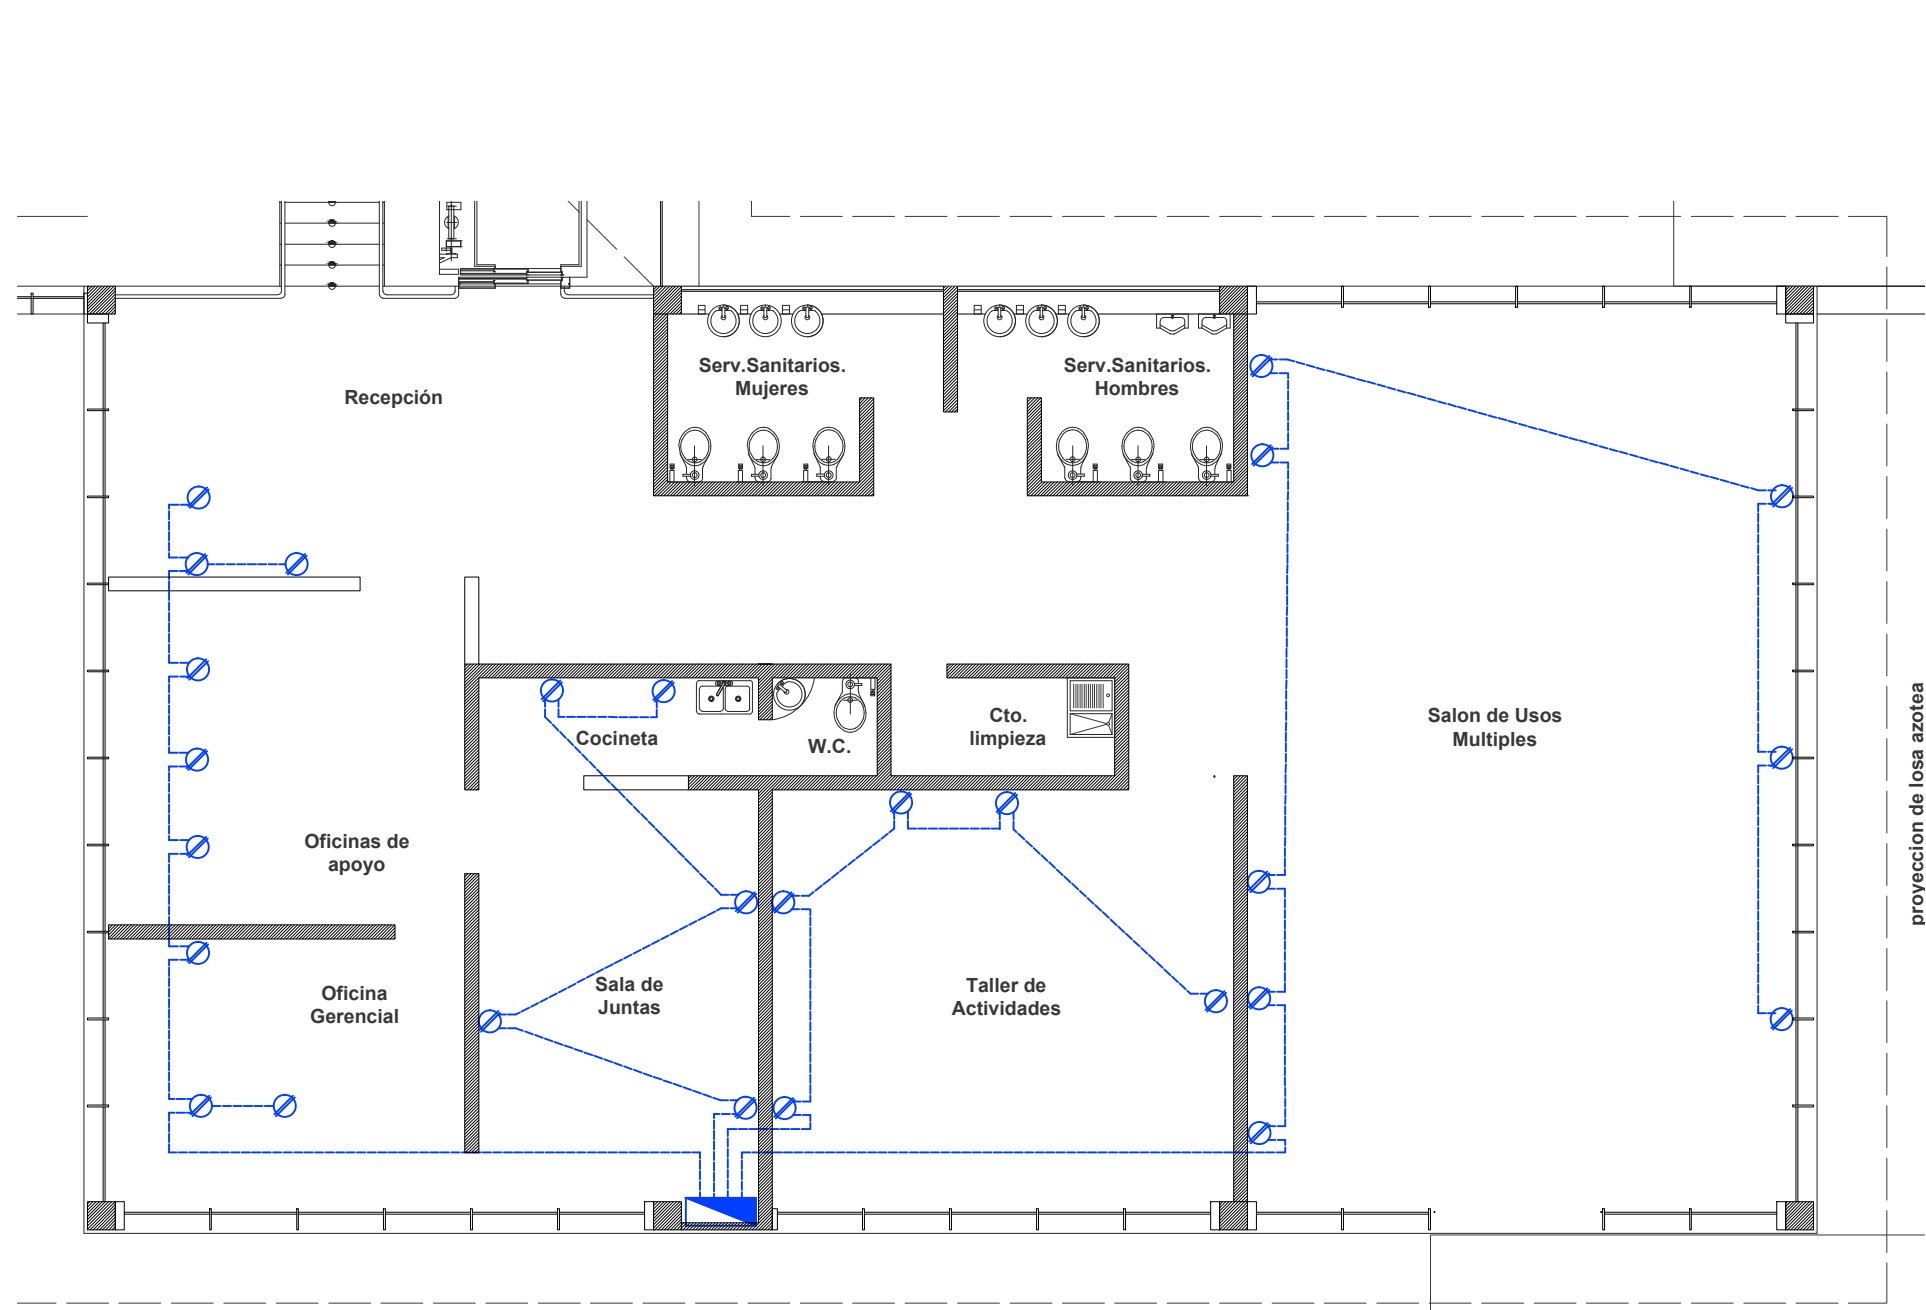 Serv.Sanitarios.
Mujeres
Serv.Sanitarios.
Hombres
Recepción
Cocineta
W.C.
Cto.
limpieza
Salon de Usos
Multiples
Oficinas de
apoyo
Oficina
Gerencial
Sala de
Juntas
Taller de
Actividades
proyeccion de losa azotea